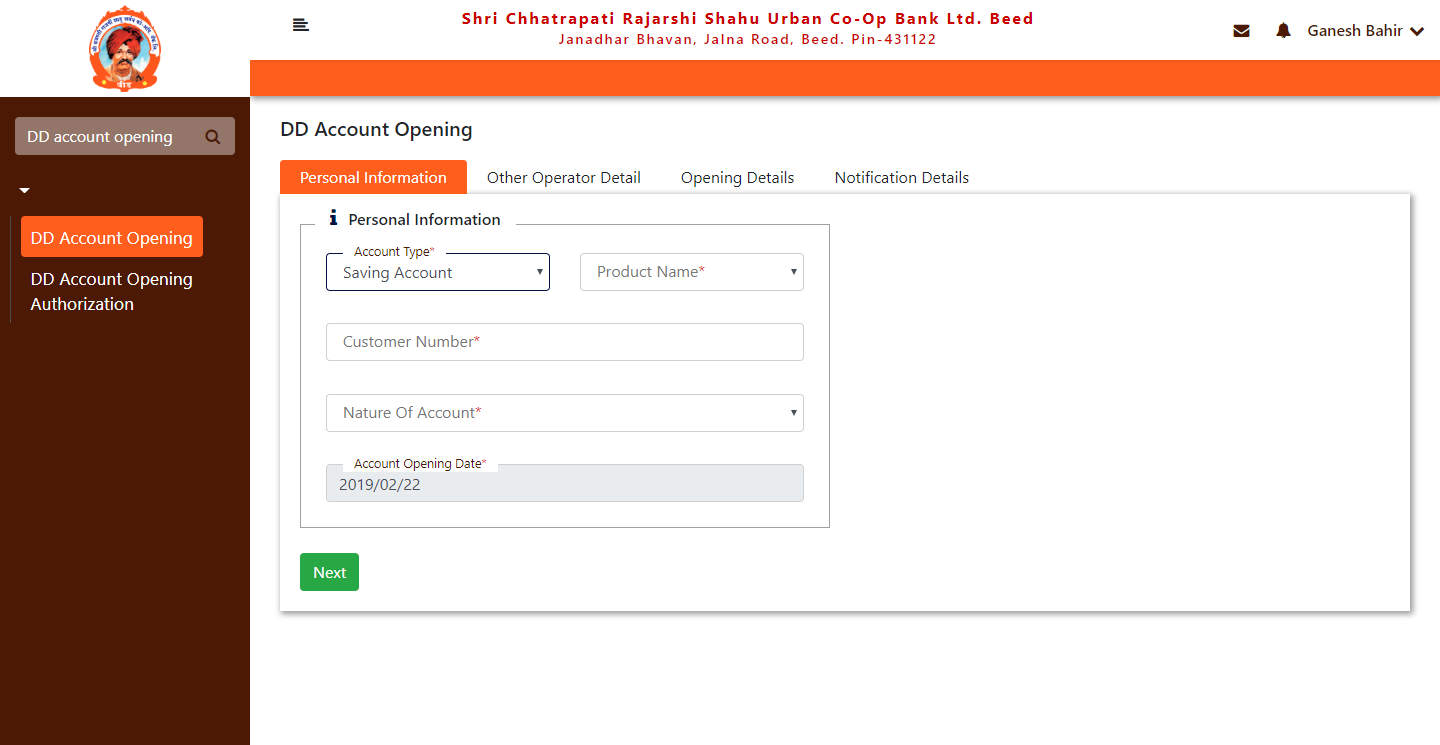 Shri Chhatrapati Rajarshi Shahu Urban Co-Op Bank Ltd. Beed
Janadhar Bhavan, Jalna Road, Beed. Pin-431122
Ganesh Bahir
बीड
DD account opening
DD Account Opening
DD Account Opening
Authorization
DD Account Opening
Personal Information
Other Operator Detail
Opening Details
Notification Details
Personal Information
Account Type*
Saving Account
Product Name*
Customer Number*
Nature Of Account*
Account Opening Date*
2019/02/22
Next